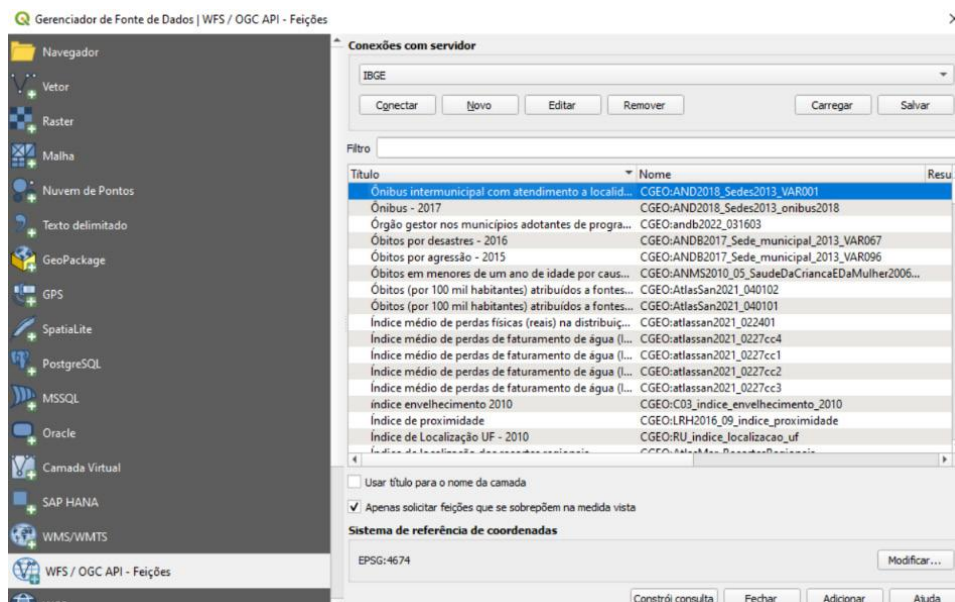 Gerenciador de Fonte de Dados | WFS / OGC API - Feições
Navegador
Vetor
Raster
Malha
Nuvem de Pontos
Texto delimitado
GeoPackage
GPS
SpatiaLite
PostgreSQL
MSSQL
Oracle
Camada Virtual
SAP HANA
WMS/WMTS
WFS / OGC API - Feições
Conexões com servidor
IBGE
Conectar Novo Editar Remover Carregar Salvar
Filtro
Título Nome Resu
Ônibus intermunicipal com atendimento a localid... CGEO:AND2018_Sedes2013_VAR001
Ônibus - 2017 CGEO:AND2018_Sedes2013_onibus2018
Órgão gestor nos municípios adotantes de progra... CGEO:andb2022_031603
Óbitos por desastres - 2016 CGEO:ANDB2017_Sede_municipal_2013_VAR067
Óbitos por agressão - 2015 CGEO:ANDB2017_Sede_municipal_2013_VAR096
Óbitos em menores de um ano de idade por caus... CGEO:ANMS2010_05_SaudeDaCriancaEDaMulher2006...
Óbitos (por 100 mil habitantes) atribuídos a fontes... CGEO:AtlasSan2021_040102
Óbitos (por 100 mil habitantes) atribuídos a fontes... CGEO:AtlasSan2021_040101
Índice médio de perdas físicas (reais) na distribuiç... CGEO:atlassan2021_022401
Índice médio de perdas de faturamento de água (I... CGEO:atlassan2021_0227cc4
Índice médio de perdas de faturamento de água (I... CGEO:atlassan2021_0227cc1
Índice médio de perdas de faturamento de água (I... CGEO:atlassan2021_0227cc2
Índice médio de perdas de faturamento de água (I... CGEO:atlassan2021_0227cc3
índice envelhecimento 2010 CGEO:C03_indice_envelhecimento_2010
Índice de proximidade CGEO:LRH2016_09_indice_proximidade
Índice de Localização UF - 2010 CGEO:RU_indice_localizacao_uf
Usar título para o nome da camada
Apenas solicitar feições que se sobrepõem na medida vista
Sistema de referência de coordenadas
EPSG:4674
Modificar...
Constrói consulta Fechar Adicionar Ajuda